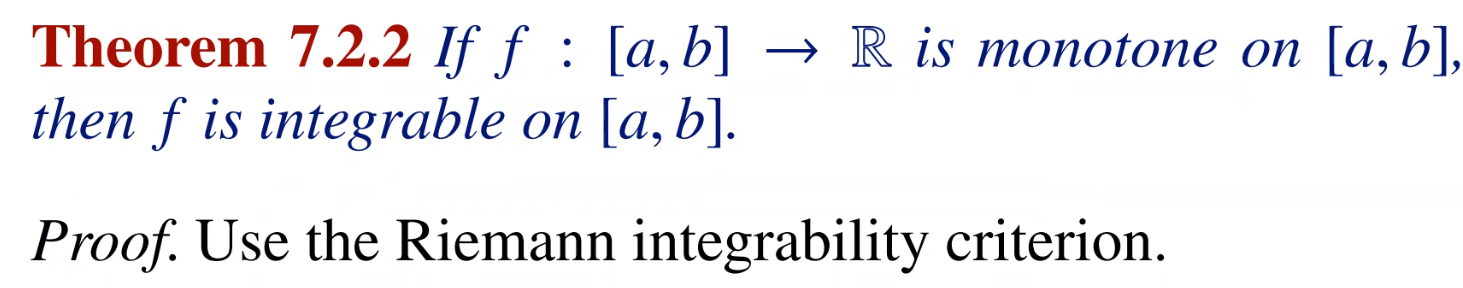 Theorem 7.2.2 If f : [a, b] → ℝ is monotone on [a, b],
then f is integrable on [a, b].
Proof. Use the Riemann integrability criterion.